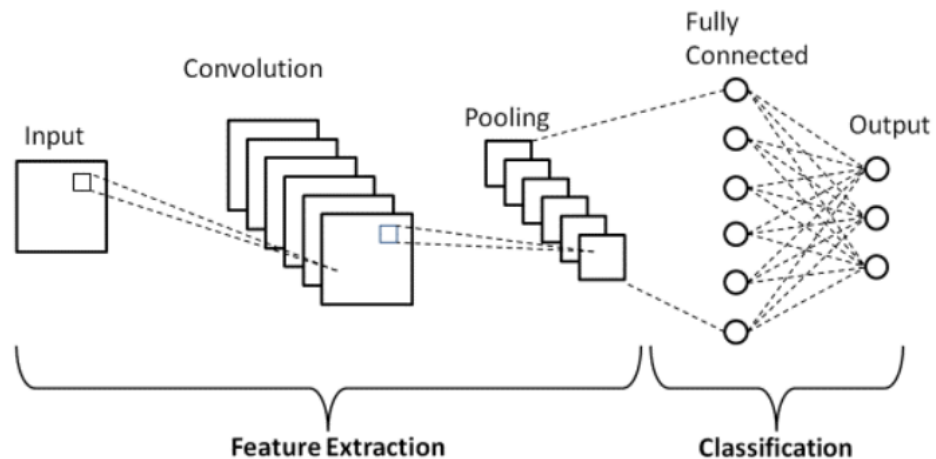 Input
Convolution
Pooling
Fully
Connected
Output
Feature Extraction
Classification